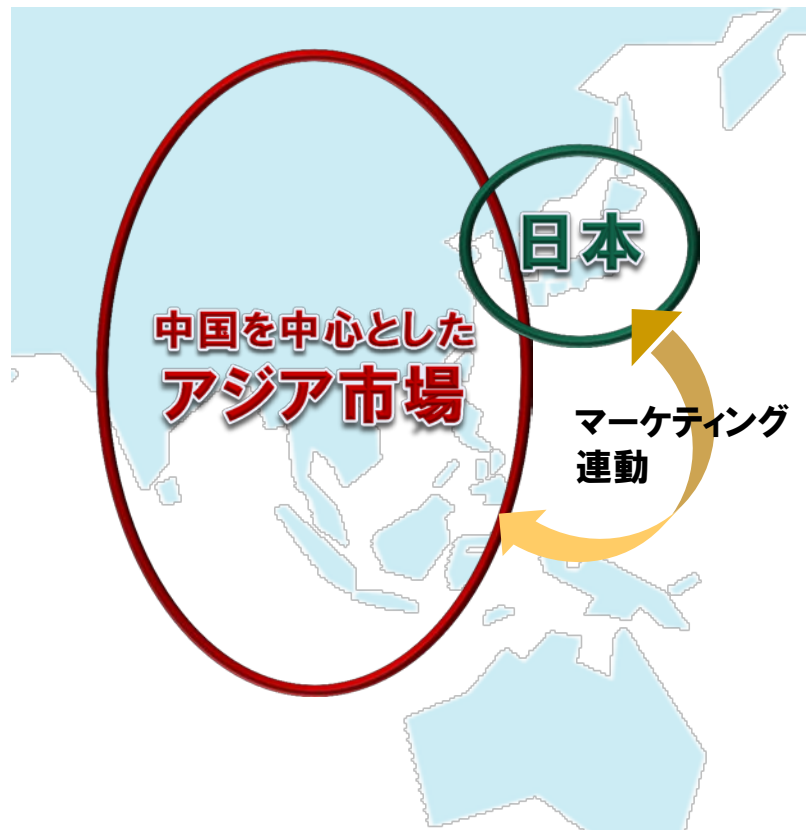 日本
中国を中心とした
アジア市場
マーケティング
連動